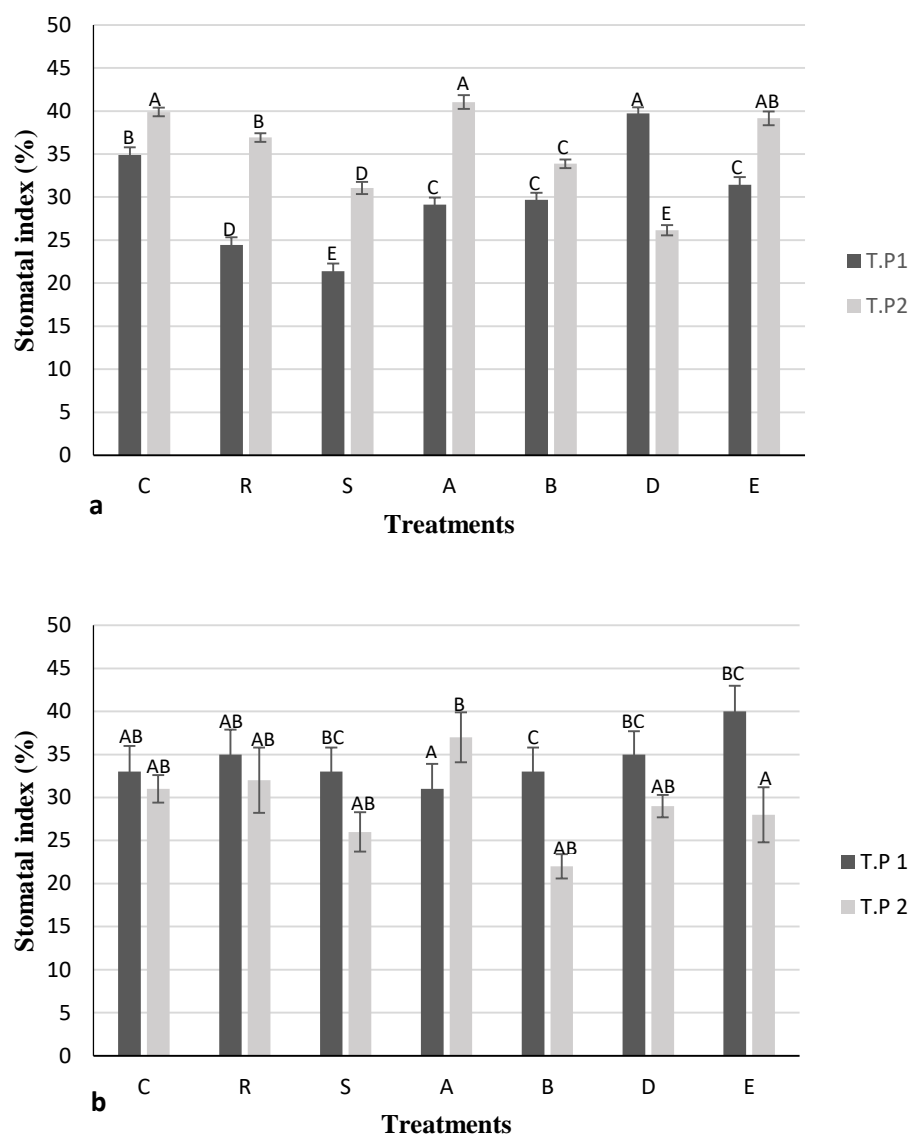 50
45
40
35
30
25
20
15
10
5
0
Stomatal index (%)
B A
D B
E D
C A
C C
A E
C AB
C R S A B D E
a
Treatments
T.P1
T.P2
50
45
40
35
30
25
20
15
10
5
0
Stomatal index (%)
AB AB
AB AB
BC AB
A B
C AB
BC AB
BC A
C R S A B D E
b
Treatments
T.P 1
T.P 2